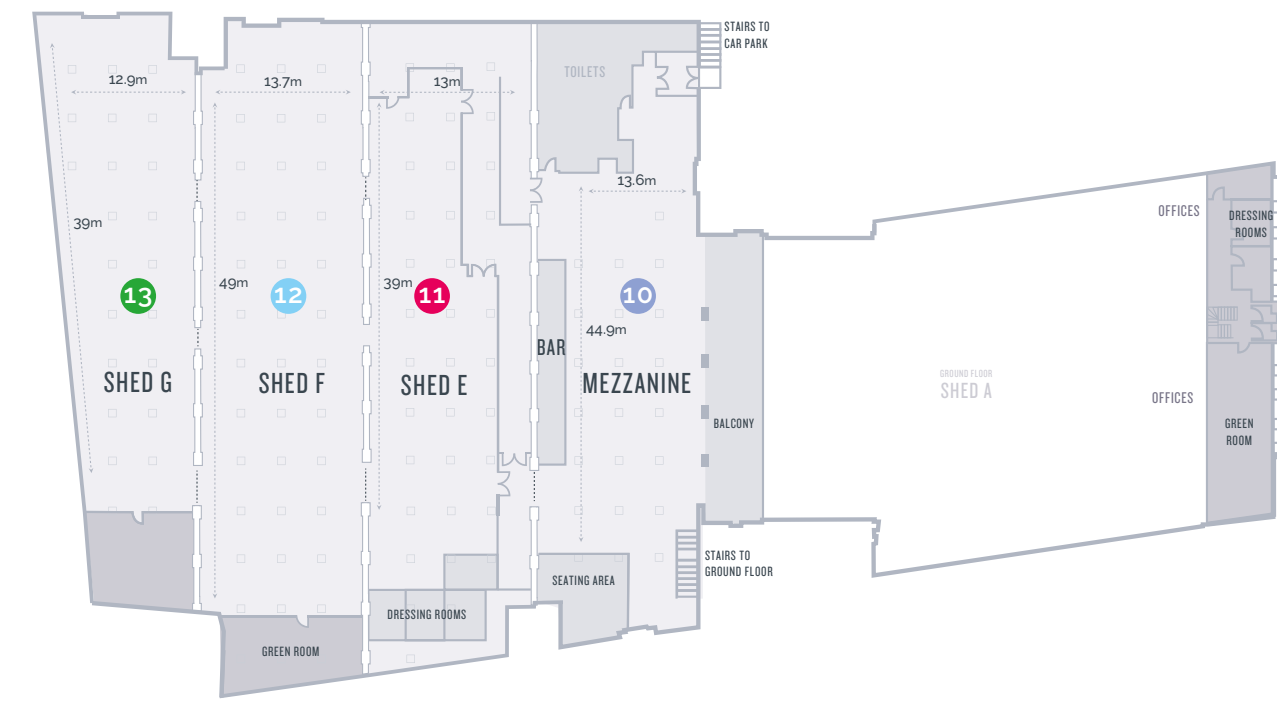 STAIRS TO
CAR PARK
TOILETS
12.9m
13.7m
13m
13.6m
39m
49m
39m
44.9m
13
12
11
10
BAR
SHED G
SHED F
SHED E
MEZZANINE
BALCONY
GROUND FLOOR
SHED A
OFFICES
DRESSING
ROOMS
OFFICES
GREEN
ROOM
STAIRS TO
GROUND FLOOR
SEATING AREA
DRESSING ROOMS
GREEN ROOM